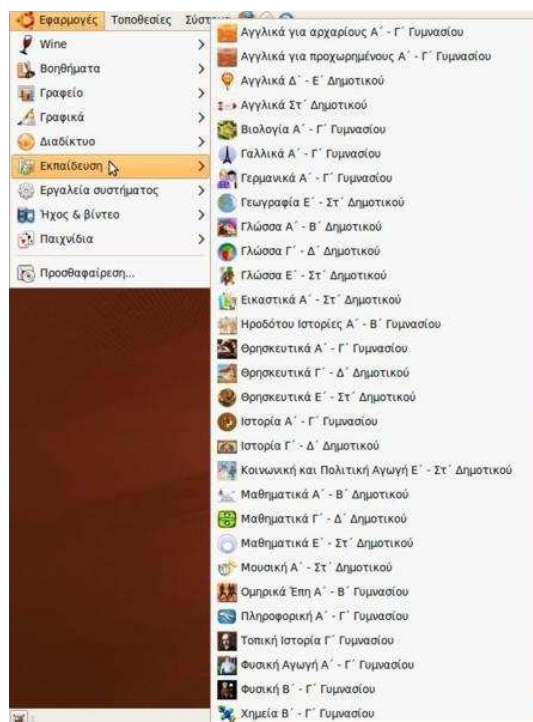 Εφαρμογές Τοποθεσίες
Wine
Βοηθήματα
Γραφείο
Γραφικά
Διαδίκτυο
Εκπαίδευση
Εργαλεία συστήματος
Ήχος & βίντεο
Παιχνίδια
Προσθαφαίρεση...
Αγγλικά για αρχαρίους Α΄ - Γ΄ Γυμνασίου
Αγγλικά για προχωρημένους Α΄ - Γ΄ Γυμνασίου
Αγγλικά Δ΄ - Ε΄ Δημοτικού
Αγγλικά Στ΄ Δημοτικού
Βιολογία Α΄ - Γ΄ Γυμνασίου
Γαλλικά Α΄ - Γ΄ Γυμνασίου
Γερμανικά Α΄ - Γ΄ Γυμνασίου
Γεωγραφία Ε΄ - Στ΄ Δημοτικού
Γλώσσα Α΄ - Β΄ Δημοτικού
Γλώσσα Γ΄ - Δ΄ Δημοτικού
Γλώσσα Ε΄ - Στ΄ Δημοτικού
Εικαστικά Α΄ - Στ΄ Δημοτικού
Ηροδότου Ιστορίες Α΄ - Β΄ Γυμνασίου
Θρησκευτικά Α΄ - Γ΄ Γυμνασίου
Θρησκευτικά Γ΄ - Δ΄ Δημοτικού
Θρησκευτικά Ε΄ - Στ΄ Δημοτικού
Ιστορία Α΄ - Γ΄ Γυμνασίου
Ιστορία Γ΄ - Δ΄ Δημοτικού
Κοινωνική και Πολιτική Αγωγή Ε΄ - Στ΄ Δημοτικού
Μαθηματικά Α΄ - Β΄ Δημοτικού
Μαθηματικά Γ΄ - Δ΄ Δημοτικού
Μαθηματικά Ε΄ - Στ΄ Δημοτικού
Μουσική Α΄ - Στ΄ Δημοτικού
Ομηρικά Έπη Α΄ - Β΄ Γυμνασίου
Πληροφορική Α΄ - Γ΄ Γυμνασίου
Τοπική Ιστορία Γ΄ Γυμνασίου
Φυσική Αγωγή Α΄ - Γ΄ Γυμνασίου
Φυσική Β΄ - Γ΄ Γυμνασίου
Χημεία Β΄ - Γ΄ Γυμνασίου